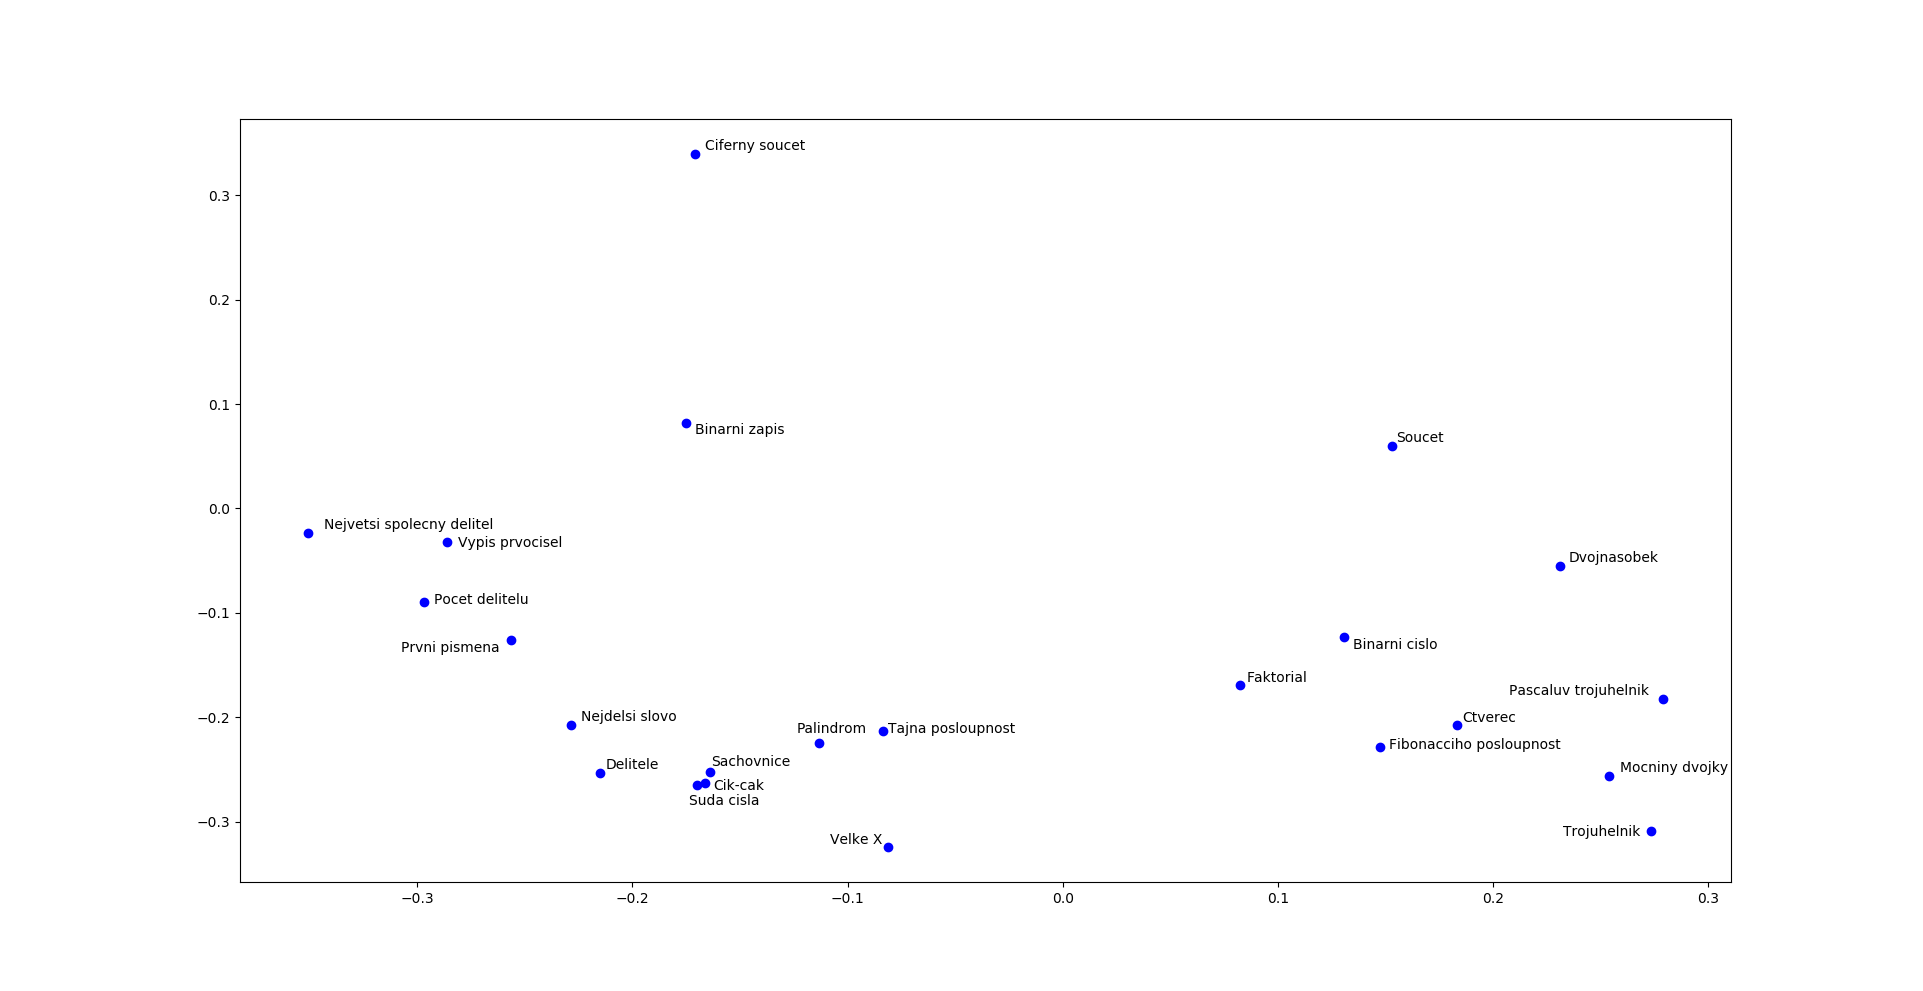 Ciferny soucet
0.3
0.2
0.1
Binarni zapis
Soucet
0.0
Nejvetsi spolecny delitel
Vypis prvocisel
Dvojnasobek
Pocet delitelu
−0.1
Prvni pismena
Binarni cislo
Faktorial
Pascaluv trojuhelnik
−0.2
Nejdelsi slovo
Ctverec
Palindrom
Tajna posloupnost
Fibonacciho posloupnost
Delitele
Sachovnice
Mocniny dvojky
Cik-cak
Suda cisla
−0.3
Trojuhelnik
Velke X
−0.3 −0.2 −0.1 0.0 0.1 0.2 0.3